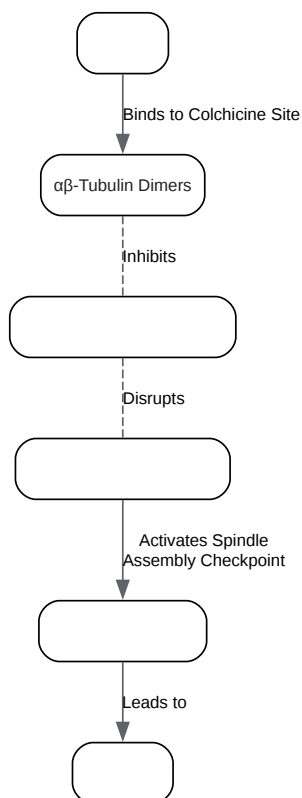 Binds to Colchicine Site
αβ-Tubulin Dimers
Inhibits
Disrupts
Activates Spindle
Assembly Checkpoint
Leads to